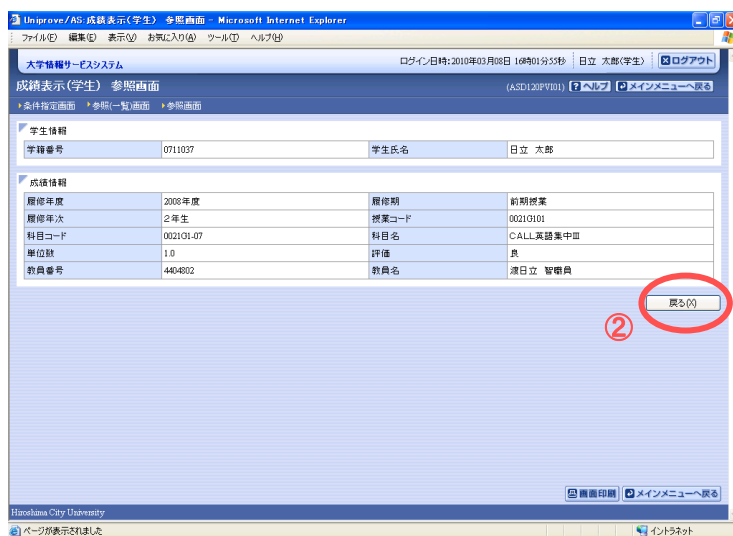 Uniprove/AS:成績表示(学生) 参照画面 - Microsoft Internet Explorer
ファイル(F) 編集(E) 表示(V) お気に入り(A) ツール(T) ヘルプ(H)
大学情報サービスシステム ログイン日時:2010年03月08日 16時01分55秒 日立 太郎(学生) ログアウト
成績表示(学生) 参照画面 (ASD120PVI01) ヘルプ メインメニューへ戻る
条件指定画面 参照(一覧)画面 参照画面
学生情報
学籍番号 0711037 学生氏名 日立 太郎
成績情報
履修年度 2008年度 履修期 前期授業
履修年次 2年生 授業コード 0021G101
科目コード 0021G1-07 科目名 CALL英語集中Ⅲ
単位数 1.0 評価 良
教員番号 4404802 教員名 渡日立 智職員
戻る(X)
②
画面印刷 メインメニューへ戻る
Hiroshima City University
ページが表示されました イントラネット